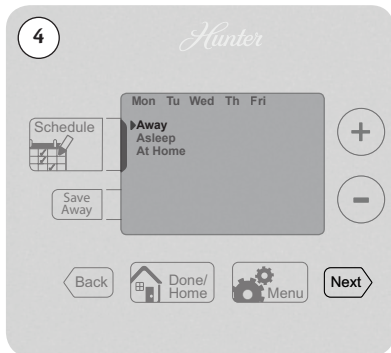 4
Hunter
Mon Tu Wed Th Fri
Schedule
Away
Asleep
At Home
+
Save
Away
-
Back
Done/
Home
Menu
Next